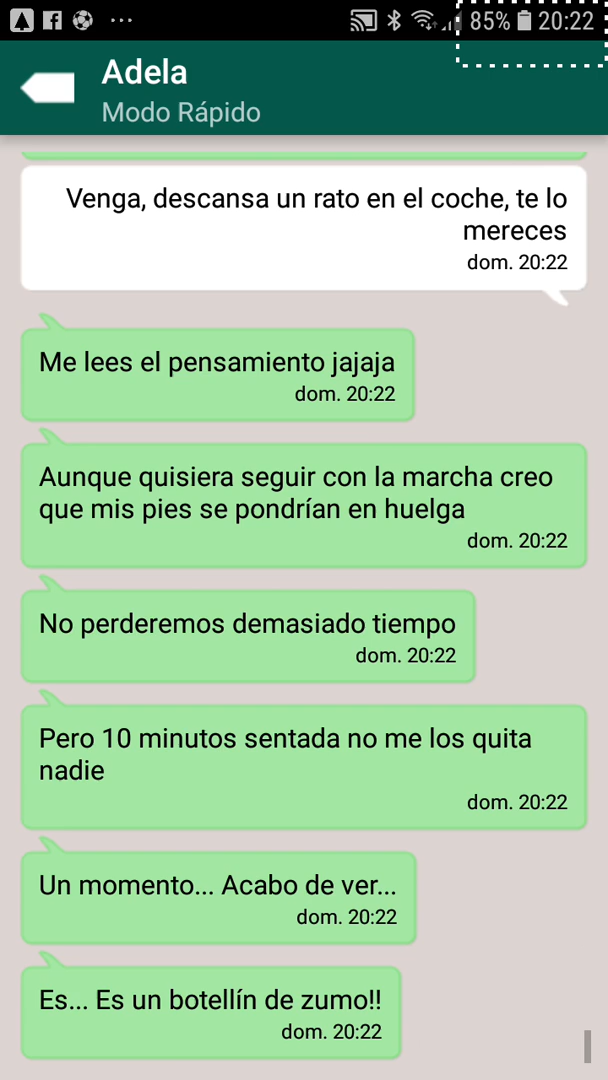 85% 20:22
Adela
Modo Rápido
Venga, descansa un rato en el coche, te lo
mereces
dom. 20:22
Me lees el pensamiento jajaja
dom. 20:22
Aunque quisiera seguir con la marcha creo
que mis pies se pondrían en huelga
dom. 20:22
No perderemos demasiado tiempo
dom. 20:22
Pero 10 minutos sentada no me los quita
nadie
dom. 20:22
Un momento... Acabo de ver...
dom. 20:22
Es... Es un botellín de zumo!!
dom. 20:22